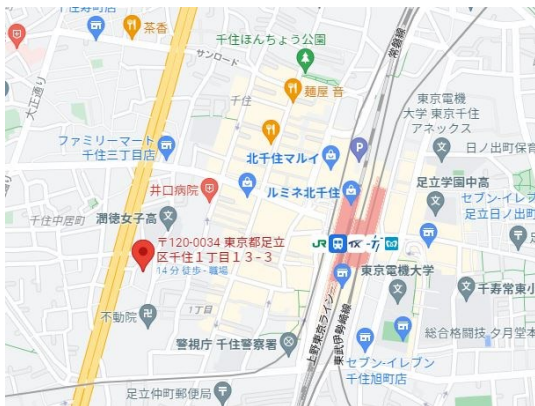 千住寿町店
茶香
サンロード
千住ほんちょう公園
常磐線
大正通り
千住
麺屋 音
東京電機
大学 東京千住
アネックス
ファミリーマート
千住三丁目店
日ノ出町保育
北千住マルイ
井口病院
ルミネ北千住
足立学園中高
セブン-イレブ
足立日ノ出町
千住中居町
潤徳女子高
〒120-0034 東京都足立
区千住1丁目13-3
14 分 徒歩 - 職場
JR
TX
東京電機大学
千寿常東小
1丁目
不動院
上野東京ライン
東武伊勢崎線
警視庁 千住警察署
総合格闘技・夕月堂本
セブン-イレブン
千住旭町店
足立仲町郵便局